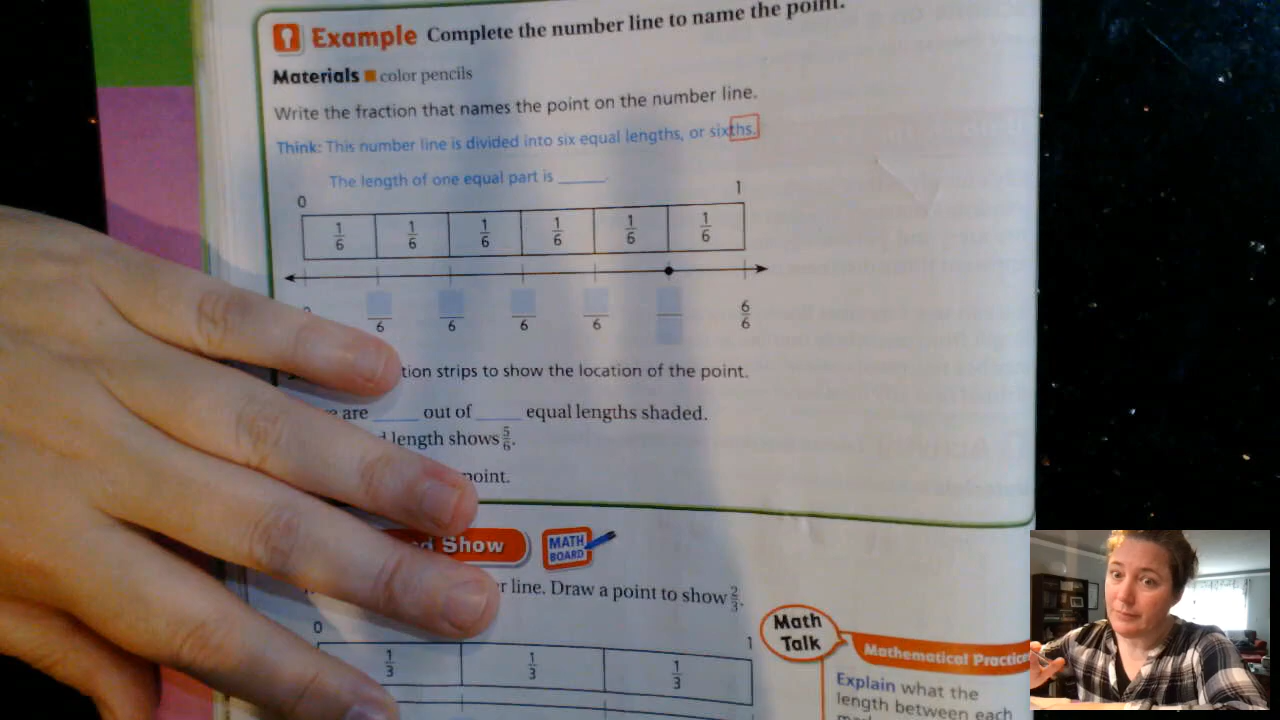 Example Complete the number line to name the point.
Materials ■ color pencils
Write the fraction that names the point on the number line.
Think: This number line is divided into six equal lengths, or sixths.
The length of one equal part is _____.
0 1
1/6 1/6 1/6 1/6 1/6 1/6
/6 /6 /6 /6 6/6
strips to show the location of the point.
are ____ out of ____ equal lengths shaded.
length shows 5/6.
point.
Show MATH BOARD
line. Draw a point to show 2/3.
0 1
1/3 1/3 1/3
Math
Talk
Mathematical
Explain what the
length between each